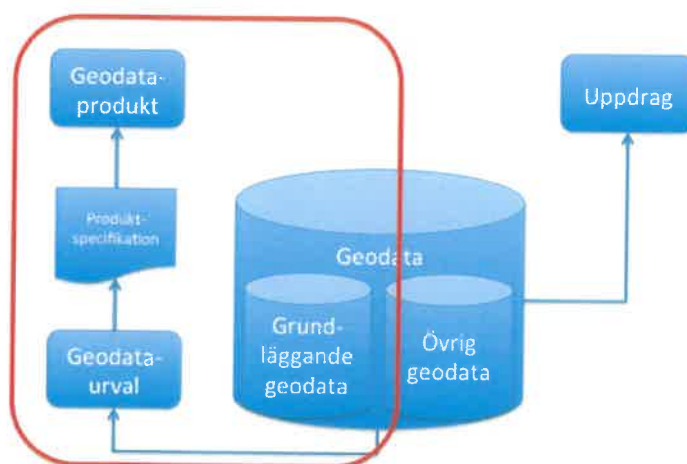 Geodata-
produkt
Uppdrag
Produkt-
specifikation
Geodata
Grund-
läggande
geodata
Övrig
geodata
Geodata-
urval